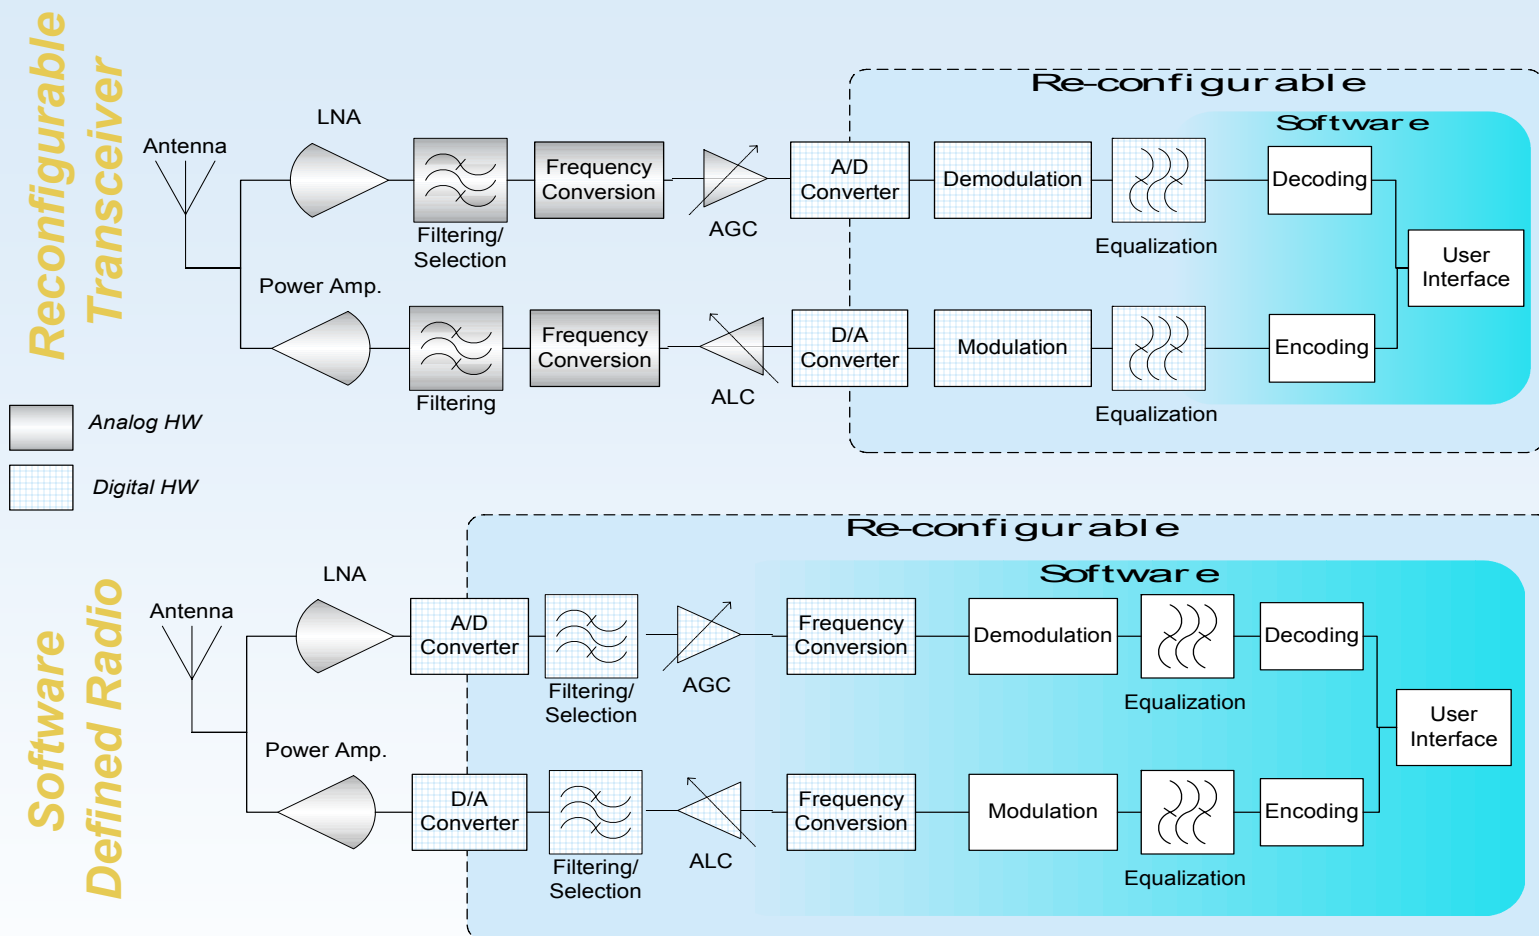 Reconfigurable
Transceiver
Re-configurable
Software
Antenna
LNA
Filtering/
Selection
Frequency
Conversion
AGC
A/D
Converter
Demodulation
Equalization
Decoding
User
Interface
Power Amp.
Filtering
Frequency
Conversion
ALC
D/A
Converter
Modulation
Equalization
Encoding
Analog HW
Digital HW
Software
Defined Radio
Re-configurable
Software
Antenna
LNA
A/D
Converter
Filtering/
Selection
AGC
Frequency
Conversion
Demodulation
Equalization
Decoding
User
Interface
Power Amp.
D/A
Converter
Filtering/
Selection
ALC
Frequency
Conversion
Modulation
Equalization
Encoding